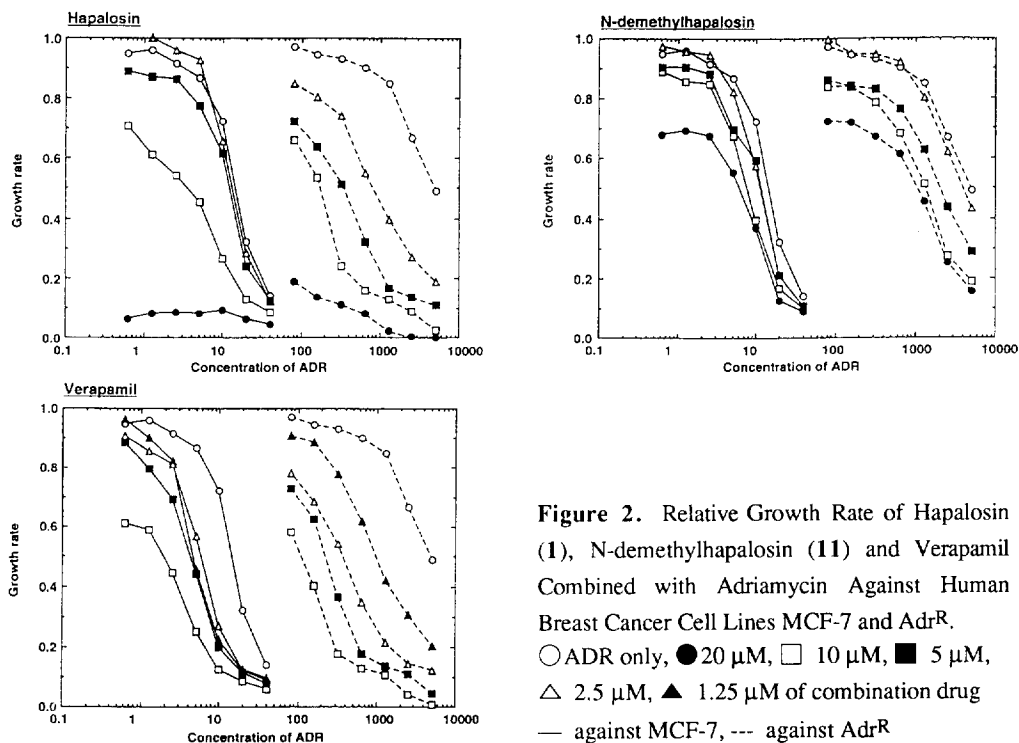 Hapalosin
1.0
0.8
0.6
0.4
0.2
0.0
Growth rate
0.1
1
10
100
1000
10000
Concentration of ADR
N-demethylhapalosin
1.0
0.8
0.6
0.4
0.2
0.0
Growth rate
0.1
1
10
100
1000
10000
Concentration of ADR
Verapamil
1.0
0.8
0.6
0.4
0.2
0.0
Growth rate
0.1
1
10
100
1000
10000
Concentration of ADR
Figure 2. Relative Growth Rate of Hapalosin
(1), N-demethylhapalosin (11) and Verapamil
Combined with Adriamycin Against Human
Breast Cancer Cell Lines MCF-7 and AdrR.
○ ADR only, ● 20 μM, □ 10 μM, ■ 5 μM,
△ 2.5 μM, ▲ 1.25 μM of combination drug
— against MCF-7, --- against AdrR